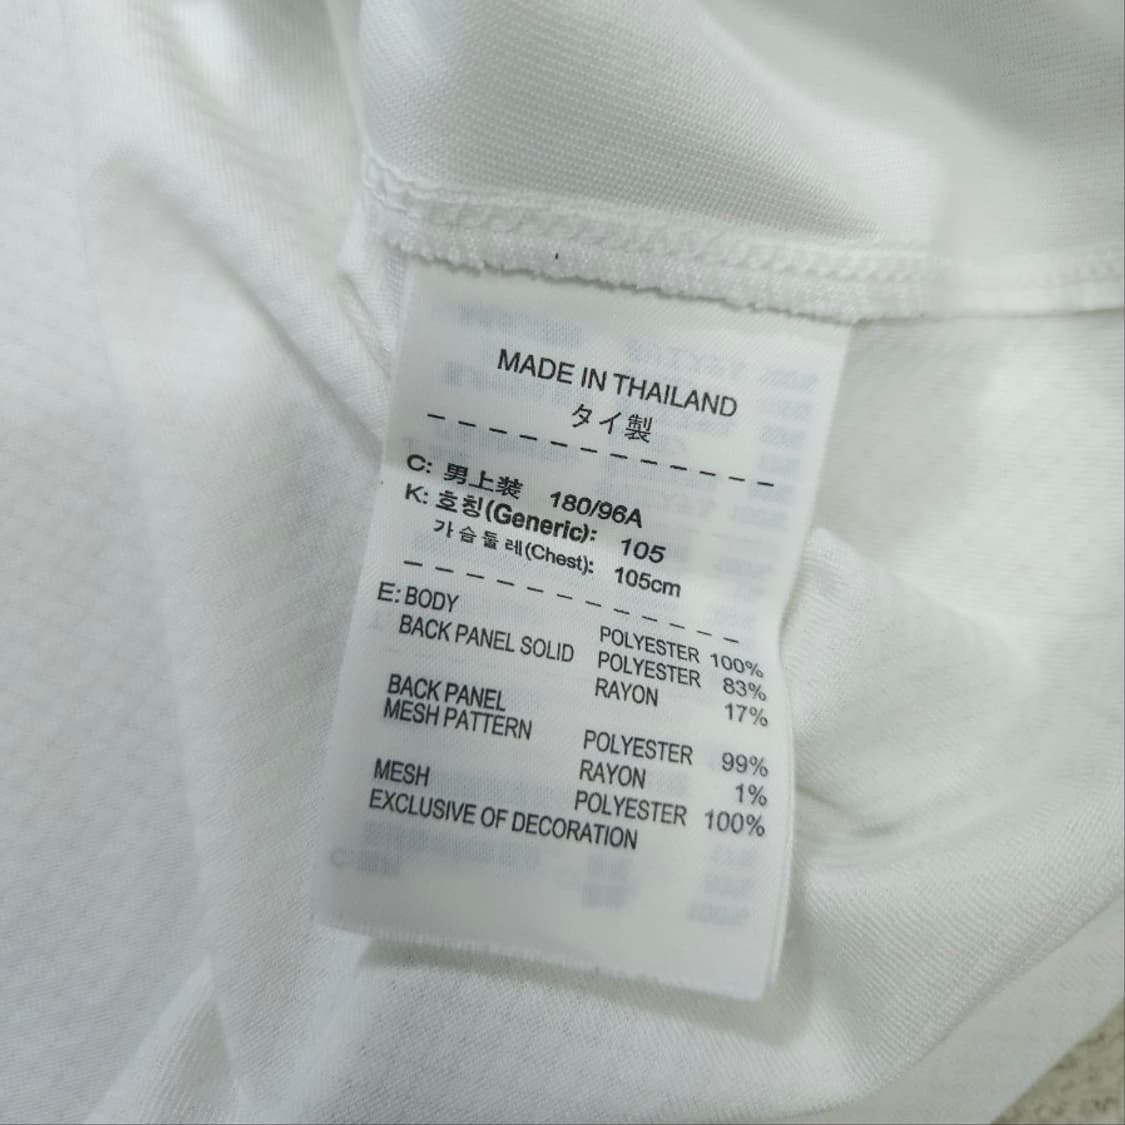 MADE IN THAILAND
タイ製
C: 男上装 180/96A
K: 호칭(Generic): 105
가슴둘레(Chest): 105cm
E: BODY POLYESTER 100%
BACK PANEL SOLID POLYESTER 83%
RAYON 17%
BACK PANEL
MESH PATTERN POLYESTER 99%
RAYON 1%
MESH POLYESTER 100%
EXCLUSIVE OF DECORATION